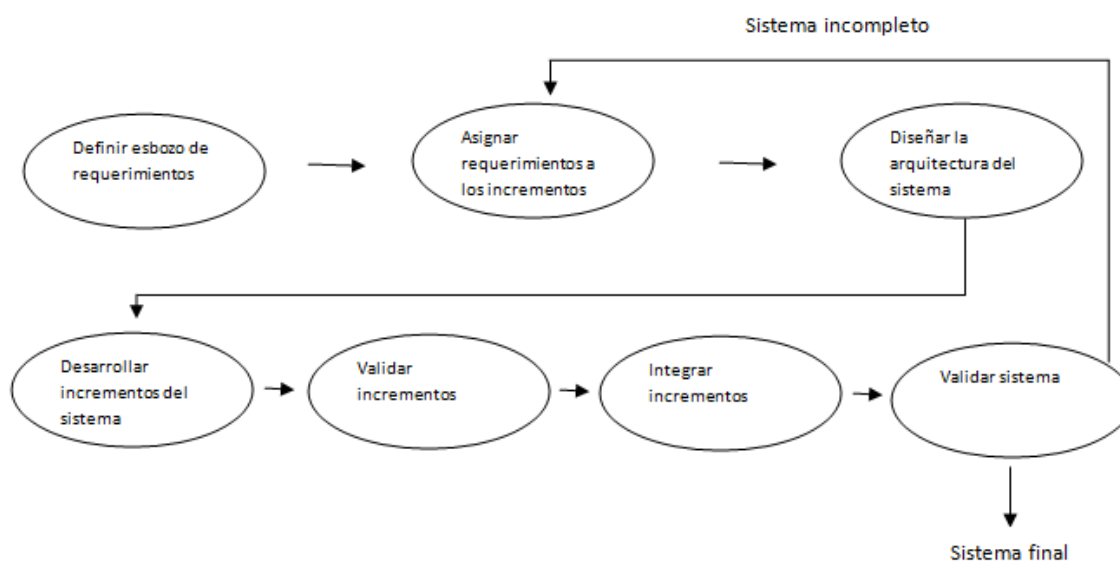 Sistema incompleto
Definir esbozo de
requerimientos
Asignar
requerimientos a
los incrementos
Diseñar la
arquitectura del
sistema
Desarrollar
incrementos del
sistema
Validar
incrementos
Integrar
incrementos
Validar sistema
Sistema final